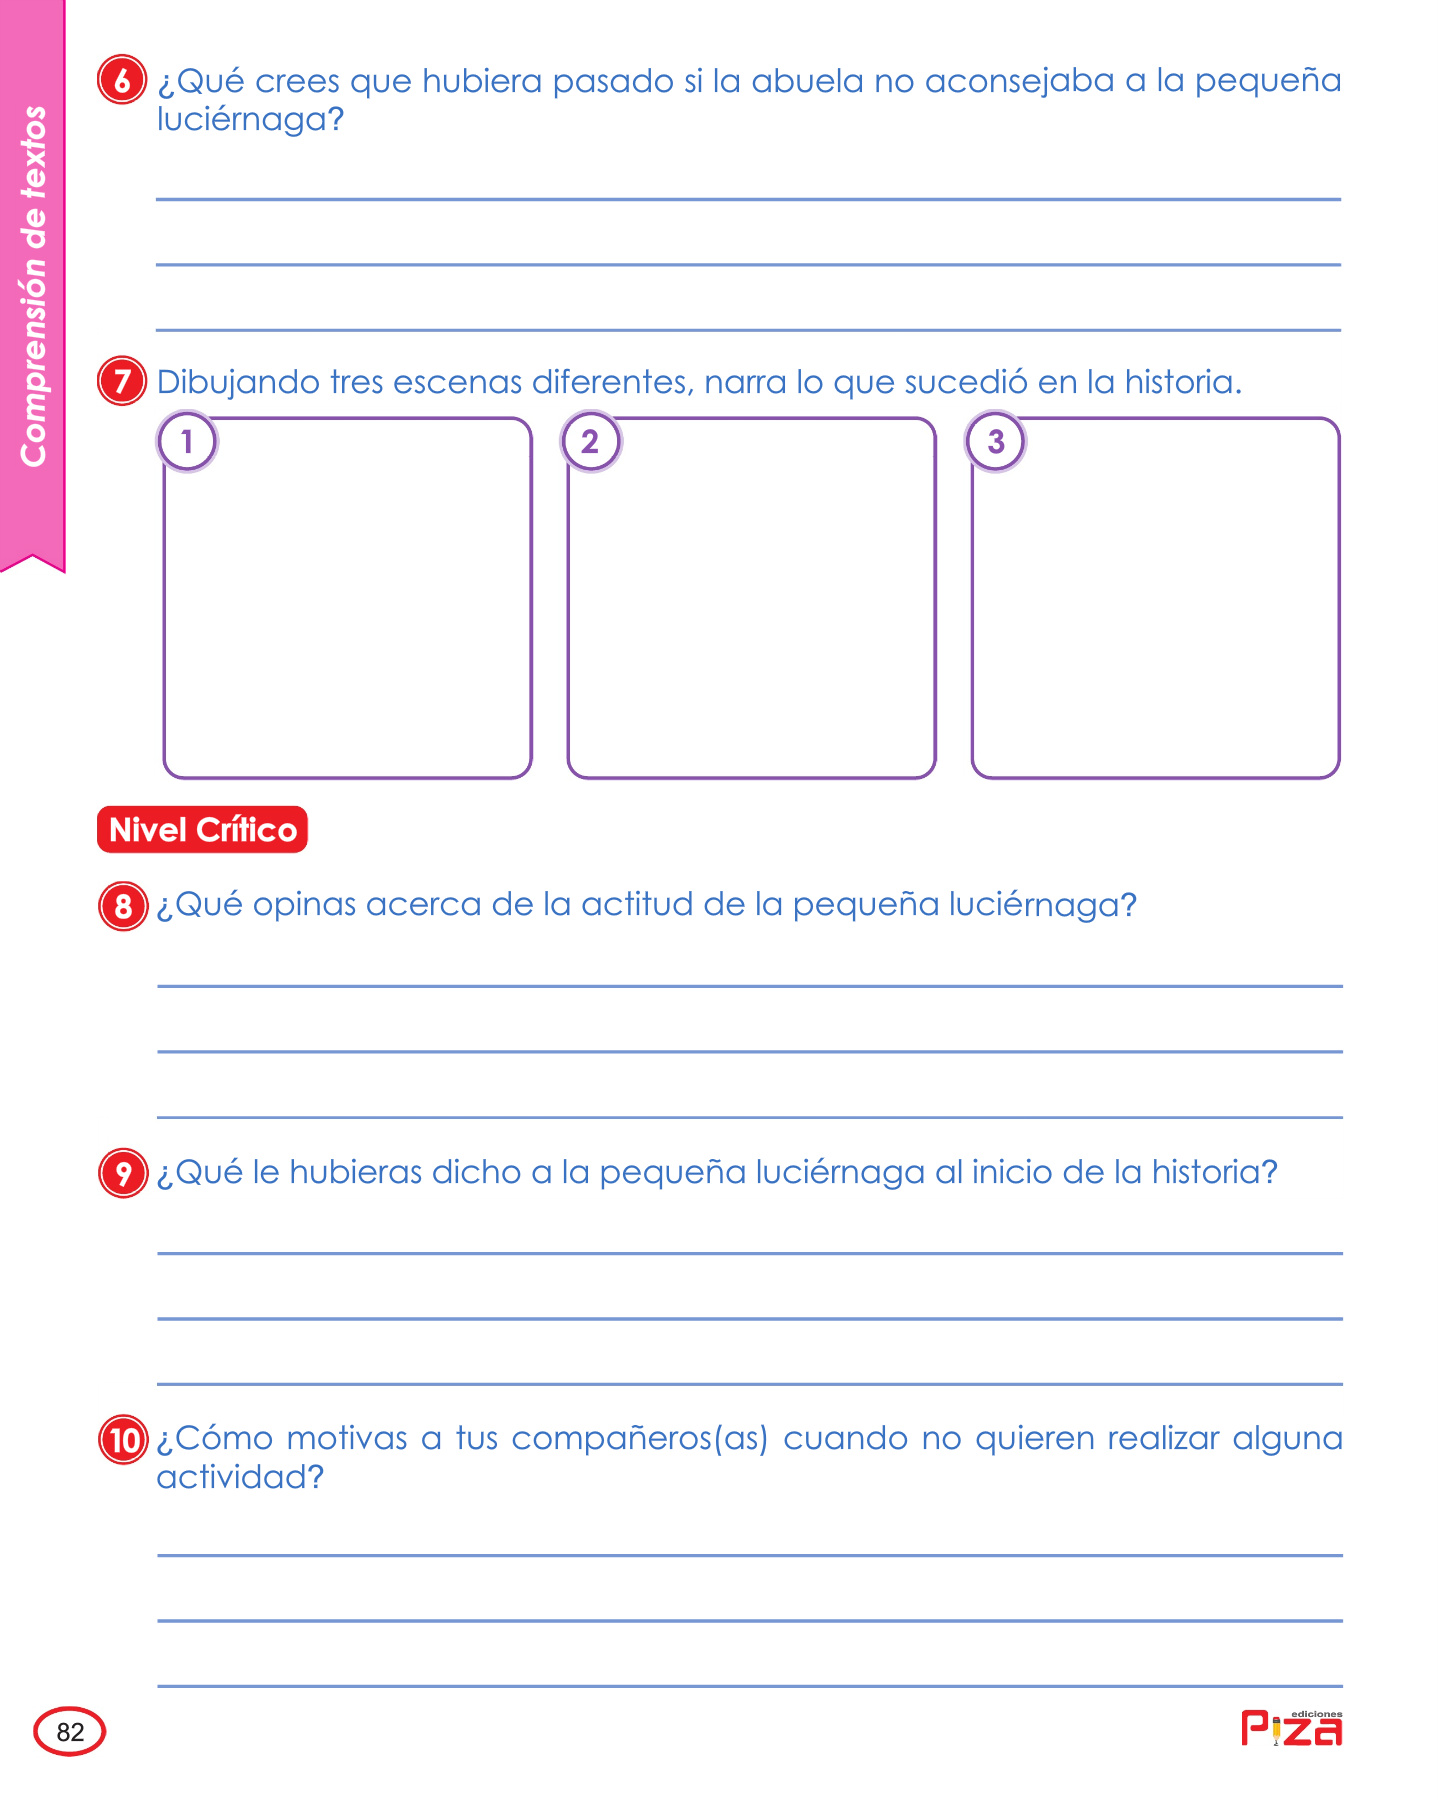 Comprensión de textos
6 ¿Qué crees que hubiera pasado si la abuela no aconsejaba a la pequeña
luciérnaga?
7 Dibujando tres escenas diferentes, narra lo que sucedió en la historia.
1 2 3
Nivel Crítico
8 ¿Qué opinas acerca de la actitud de la pequeña luciérnaga?
9 ¿Qué le hubieras dicho a la pequeña luciérnaga al inicio de la historia?
10 ¿Cómo motivas a tus compañeros(as) cuando no quieren realizar alguna
actividad?
82
ediciones
Piza